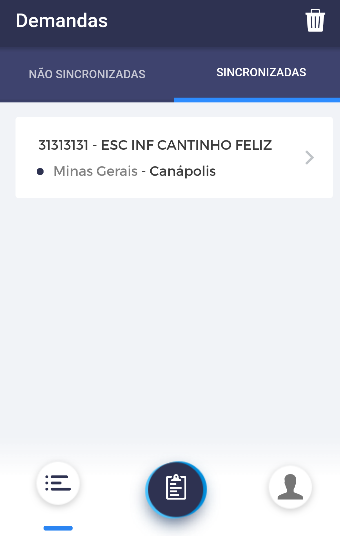 Demandas
NÃO SINCRONIZADAS
SINCRONIZADAS
31313131 - ESC INF CANTINHO FELIZ
Minas Gerais - Canápolis